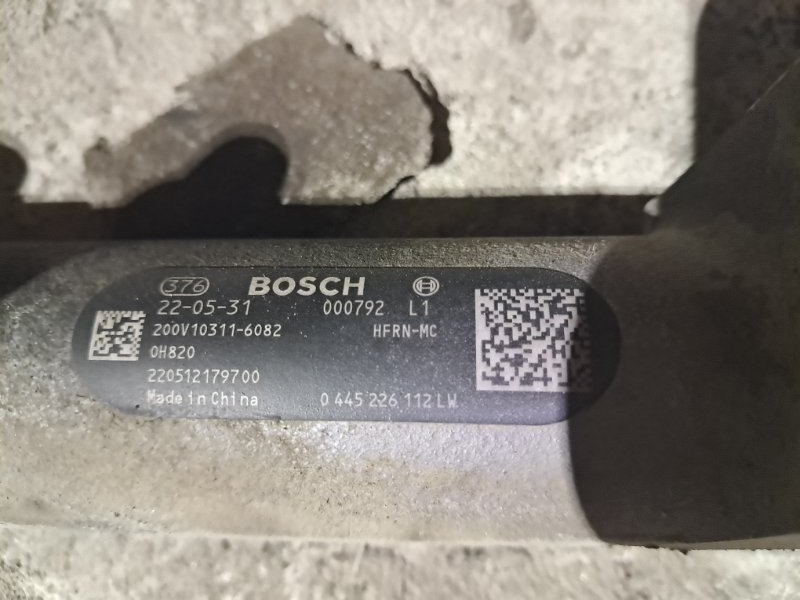 376 BOSCH
22-05-31 000792 L1
200V10311-6082 HFRN-MC
0H820
220512179700
Made in China 0 445 226 112 LW